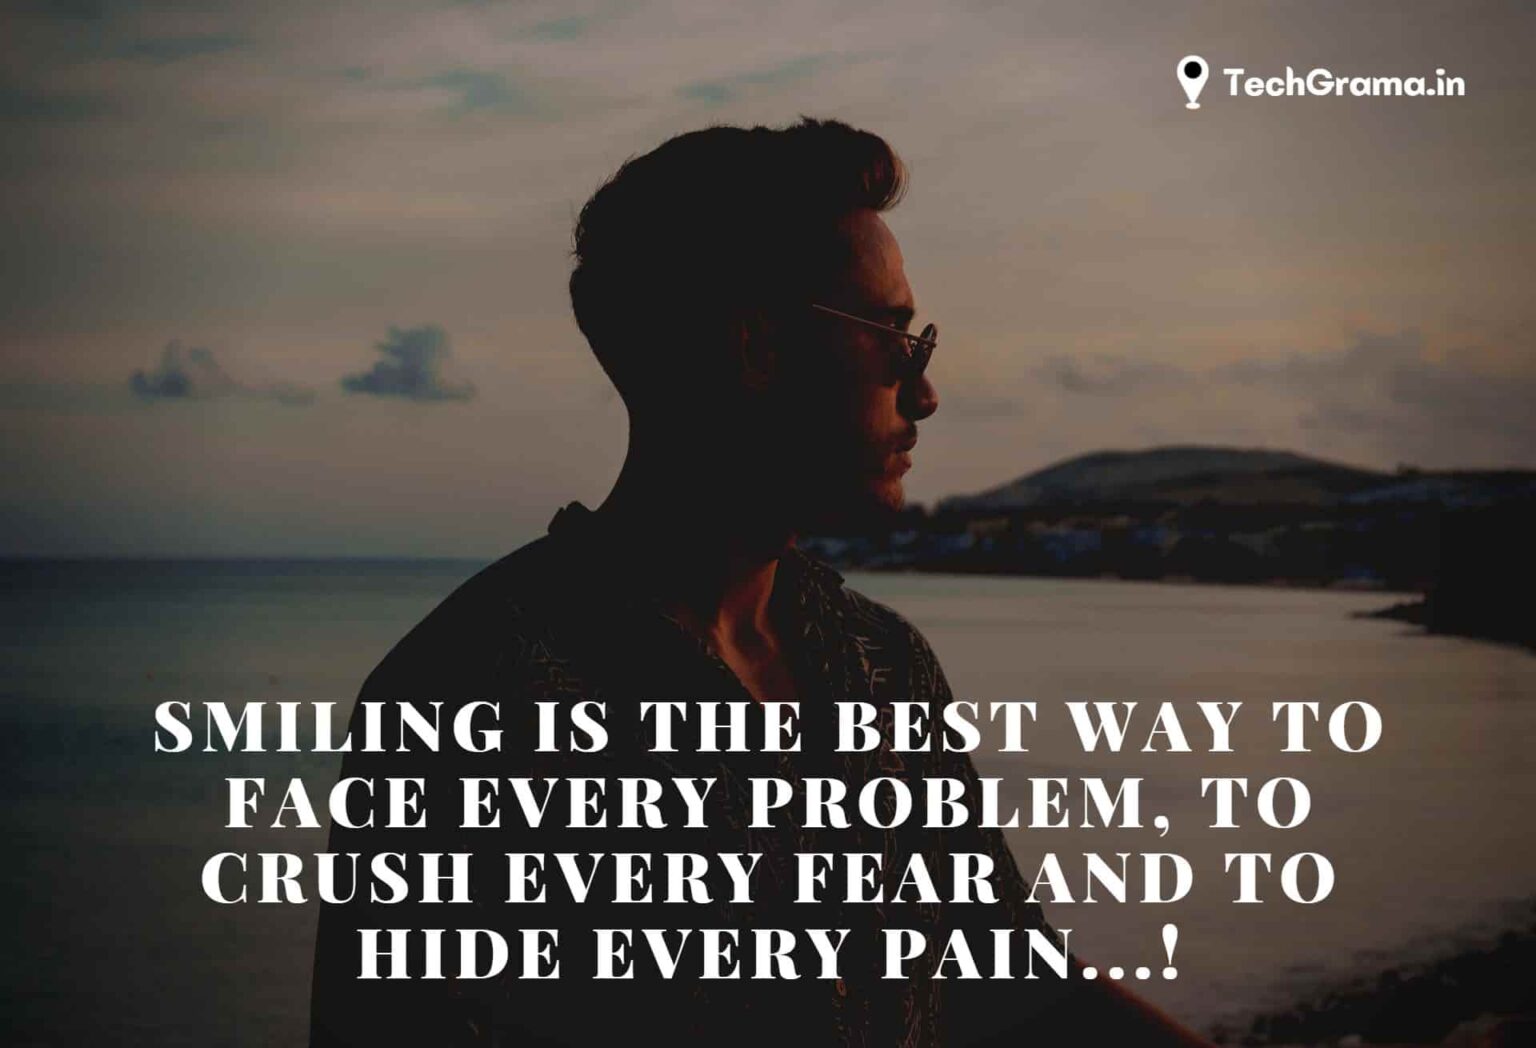 TechGrama.in
SMILING IS THE BEST WAY TO
FACE EVERY PROBLEM, TO
CRUSH EVERY FEAR AND TO
HIDE EVERY PAIN...!